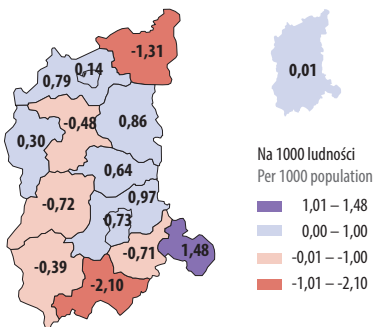 -1,31
0,14
0,79
0,01
-0,48
0,86
0,30
0,64
-0,72
0,97
0,73
-0,71
1,48
-0,39
-2,10
Na 1000 ludności
Per 1000 population
1,01 – 1,48
0,00 – 1,00
-0,01 – -1,00
-1,01 – -2,10